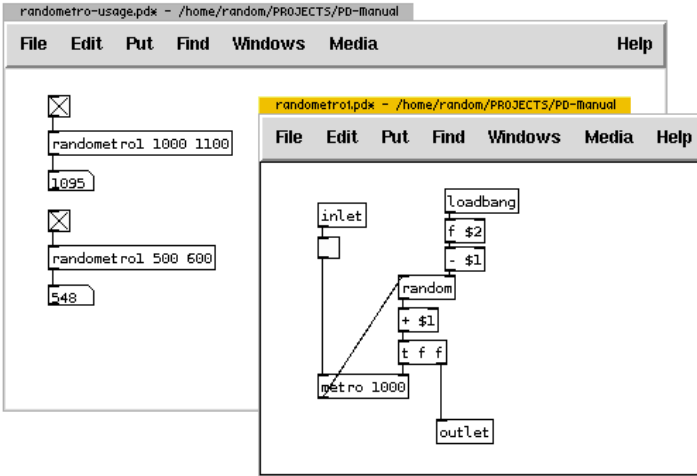 randometro-usage.pd* - /home/random/PROJECTS/PD-Manual
File Edit Put Find Windows Media Help
randometro1 1000 1100
1095
randometro1 500 600
548
randometro1.pd* - /home/random/PROJECTS/PD-Manual
File Edit Put Find Windows Media Help
loadbang
inlet
f $2
- $1
random
+ $1
t f f
metro 1000
outlet